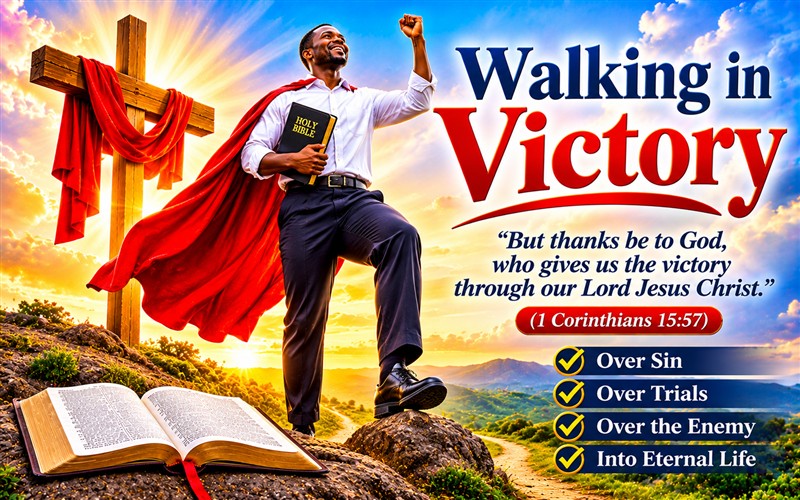 HOLY
BIBLE
Walking in
Victory
“But thanks be to God,
who gives us the victory
through our Lord Jesus Christ.”
(1 Corinthians 15:57)
Over Sin
Over Trials
Over the Enemy
Into Eternal Life